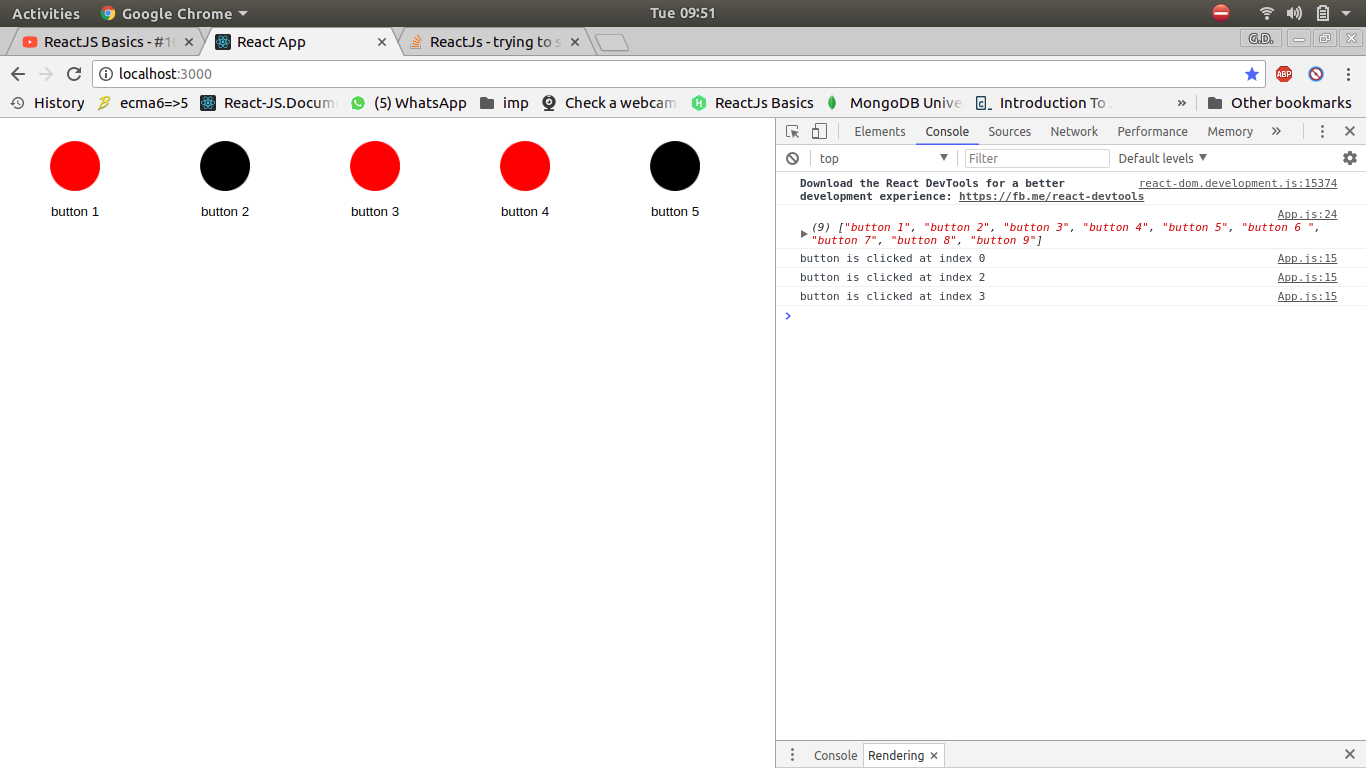 Activities Google Chrome Tue 09:51
ReactJS Basics - #10 React App ReactJs - trying to s G.D.
localhost:3000 ABP
History ecma6=>5 React-JS.Docum (5) WhatsApp imp Check a webcam ReactJs Basics MongoDB Unive Introduction To . » Other bookmarks
button 1 button 2 button 3 button 4 button 5
Elements Console Sources Network Performance Memory »
top Filter Default levels
Download the React DevTools for a better react-dom.development.js:15374
development experience: https://fb.me/react-devtools
App.js:24
(9) ["button 1", "button 2", "button 3", "button 4", "button 5", "button 6 ",
"button 7", "button 8", "button 9"]
button is clicked at index 0 App.js:15
button is clicked at index 2 App.js:15
button is clicked at index 3 App.js:15
Console Rendering